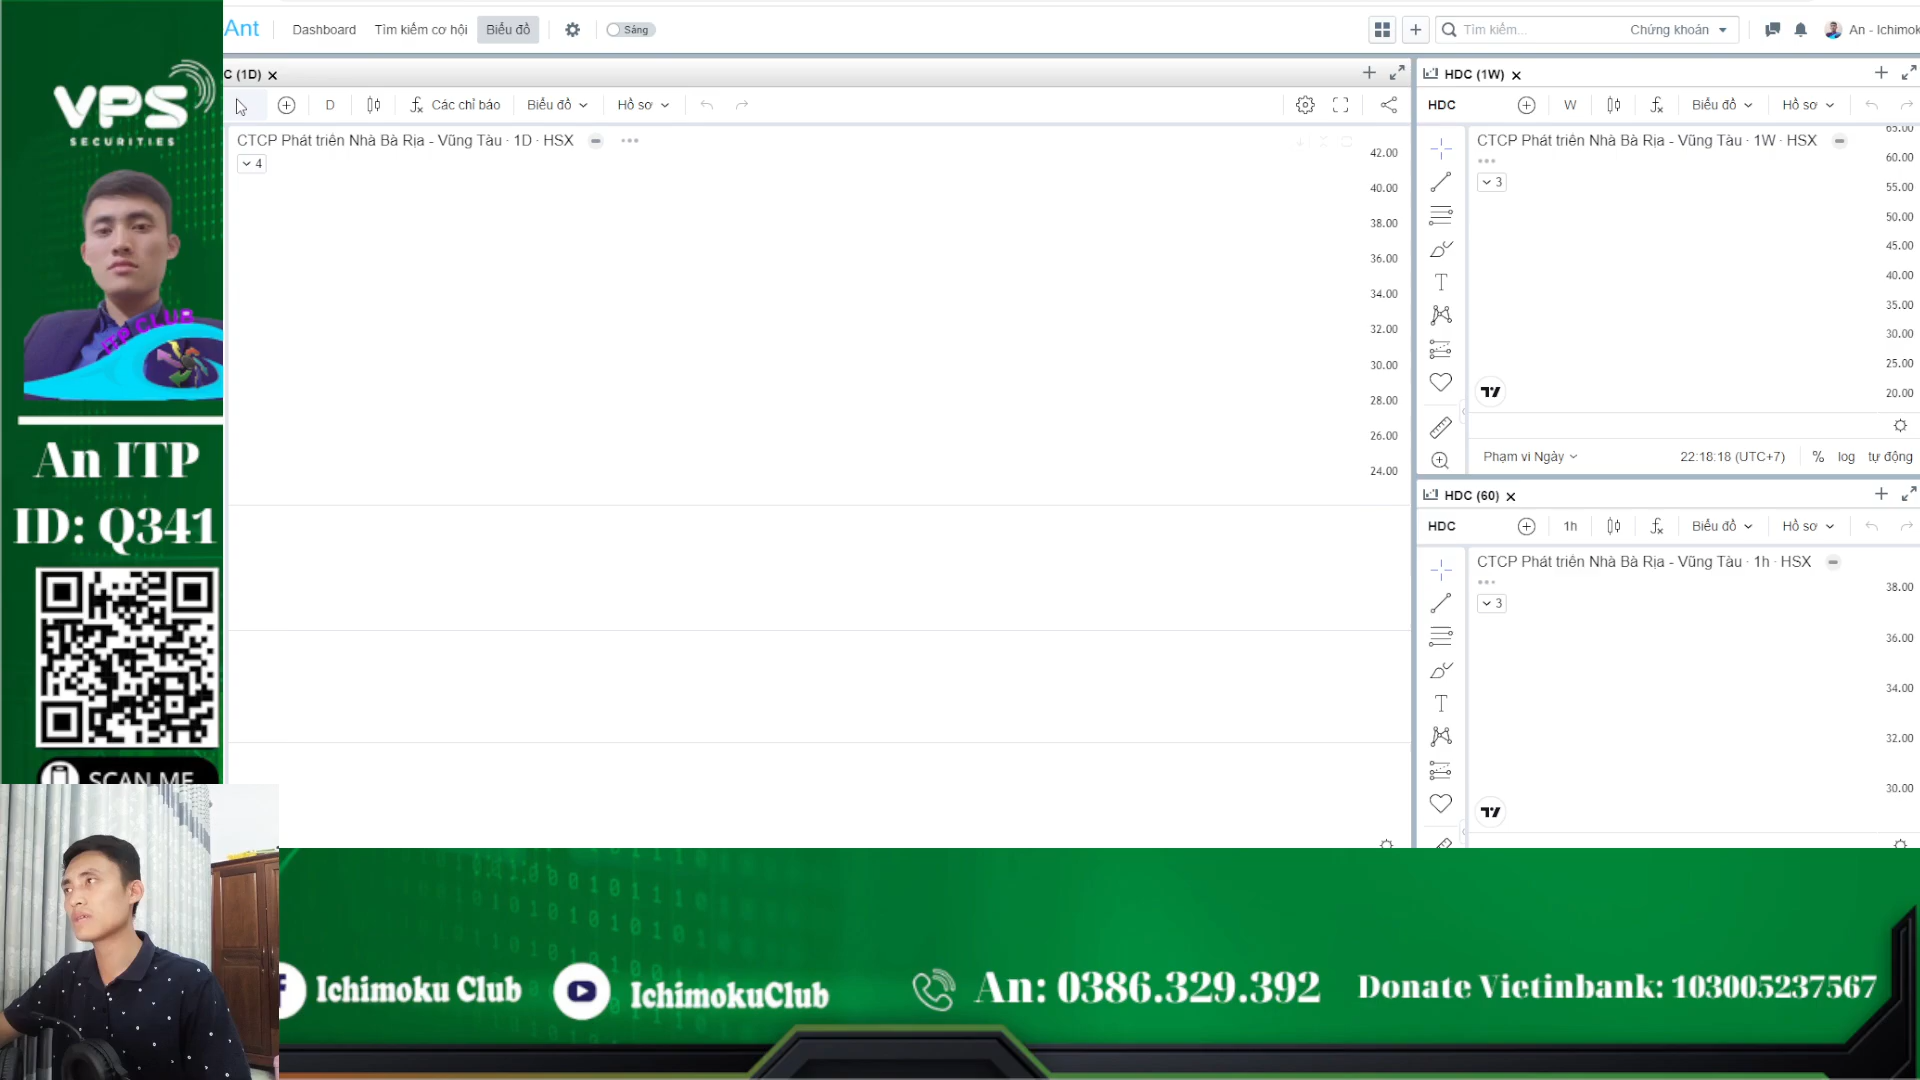 VPS
SECURITIES
ITP CLUB
An ITP
ID: Q341
SCAN ME
Ant
Dashboard
Tìm kiếm cơ hội
Biểu đồ
Sáng
Tìm kiếm...
Chứng khoán
An - Ichimok
C (1D)
D
Các chỉ báo
Biểu đồ
Hồ sơ
CTCP Phát triển Nhà Bà Rịa - Vũng Tàu · 1D · HSX
4
42.00
40.00
38.00
36.00
34.00
32.00
30.00
28.00
26.00
24.00
HDC (1W)
HDC
W
Biểu đồ
Hồ sơ
CTCP Phát triển Nhà Bà Rịa - Vũng Tàu · 1W · HSX
3
65.00
60.00
55.00
50.00
45.00
40.00
35.00
30.00
25.00
20.00
Phạm vi Ngày
22:18:18 (UTC+7)
%
log
tự động
HDC (60)
HDC
1h
Biểu đồ
Hồ sơ
CTCP Phát triển Nhà Bà Rịa - Vũng Tàu · 1h · HSX
3
38.00
36.00
34.00
32.00
30.00
Ichimoku Club
IchimokuClub
An: 0386.329.392
Donate Vietinbank: 103005237567